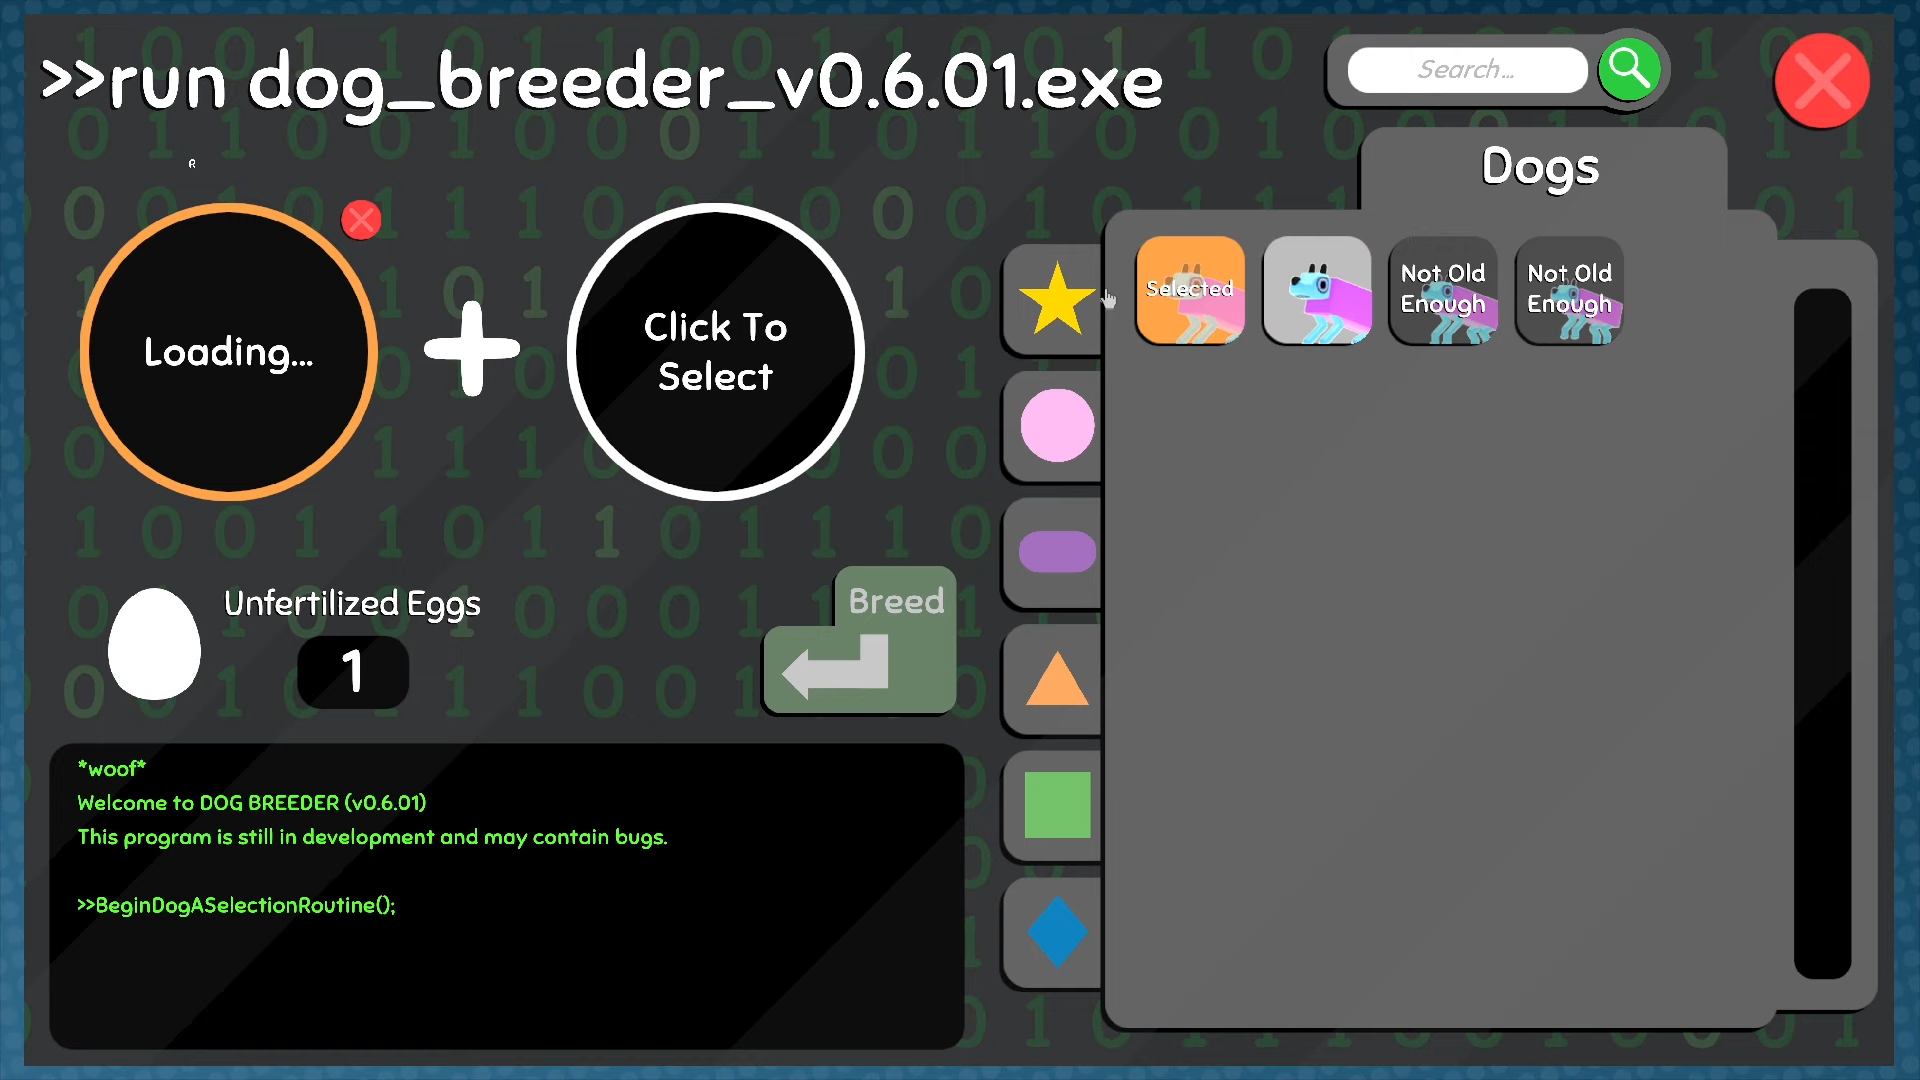 >>run dog_breeder_v0.6.01.exe
Search...
R
Dogs
Loading...
Click To
Select
Selected
Not Old
Enough
Not Old
Enough
Unfertilized Eggs
1
Breed
*woof*
Welcome to DOG BREEDER (v0.6.01)
This program is still in development and may contain bugs.
>>BeginDogASelectionRoutine();